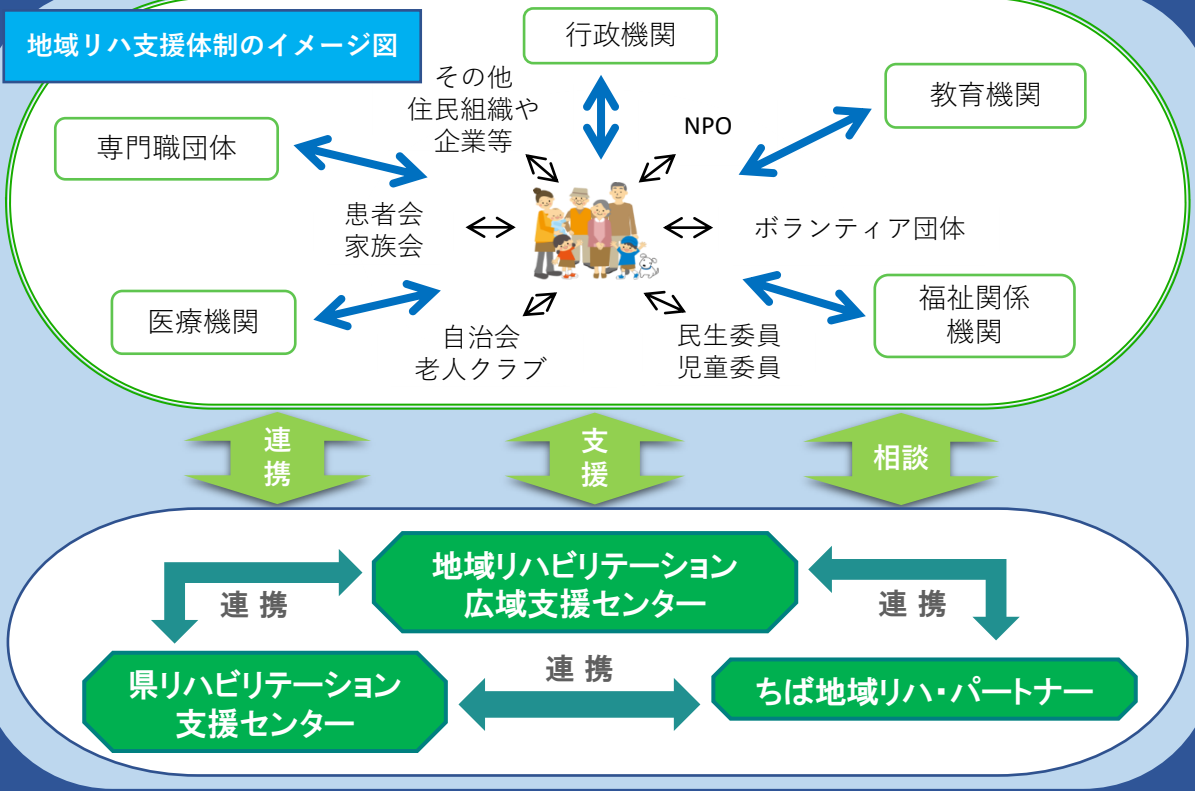 地域リハ支援体制のイメージ図
行政機関
その他
住民組織や
企業等
NPO
教育機関
専門職団体
患者会
家族会
ボランティア団体
医療機関
自治会
老人クラブ
民生委員
児童委員
福祉関係
機関
連
携
支
援
相談
地域リハビリテーション
広域支援センター
連 携
連 携
県リハビリテーション
支援センター
連 携
ちば地域リハ・パートナー